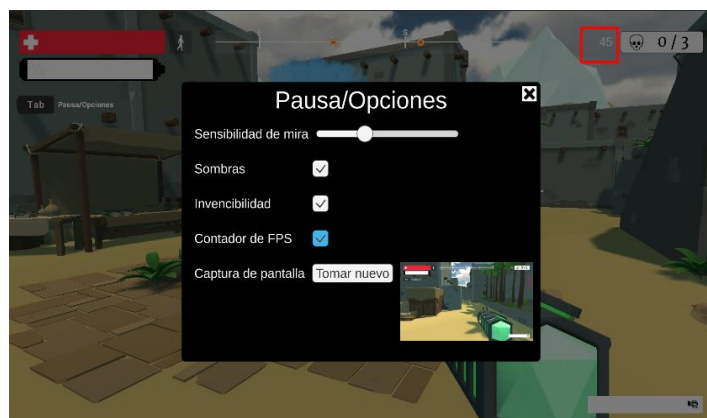 E
S
45
0/3
Tab Pausa/Opciones
Pausa/Opciones
Sensibilidad de mira
Sombras
Invencibilidad
Contador de FPS
Captura de pantalla Tomar nuevo